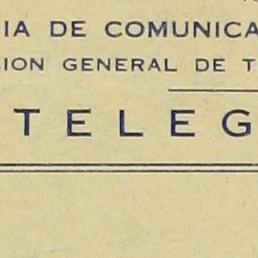 IA DE COMUNICA
ION GENERAL DE T
TELEG